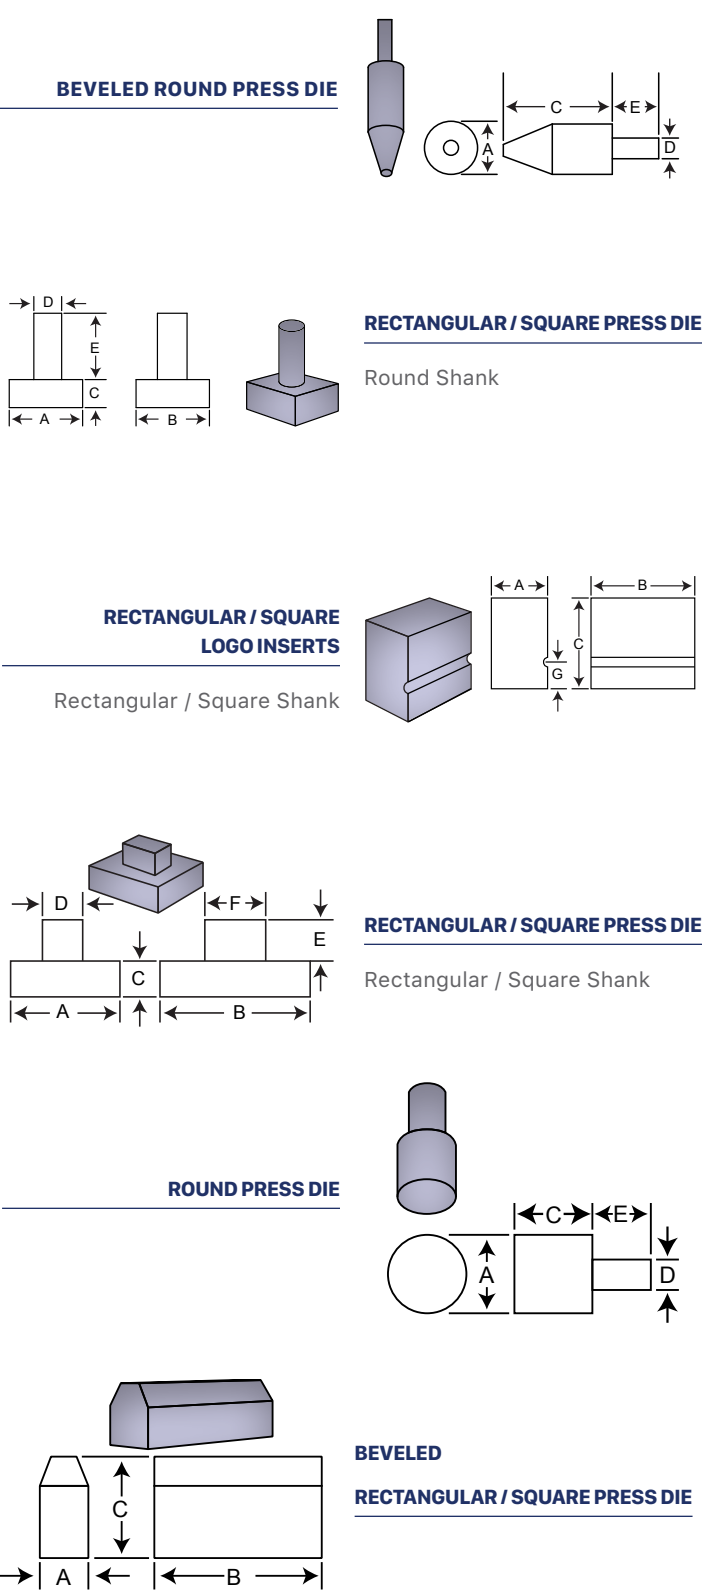 BEVELED ROUND PRESS DIE
C
E
A
D
D
E
C
A
B
RECTANGULAR / SQUARE PRESS DIE
Round Shank
RECTANGULAR / SQUARE
LOGO INSERTS
Rectangular / Square Shank
A
B
C
G
D
F
E
C
A
B
RECTANGULAR / SQUARE PRESS DIE
Rectangular / Square Shank
ROUND PRESS DIE
C
E
A
D
C
A
B
BEVELED
RECTANGULAR / SQUARE PRESS DIE